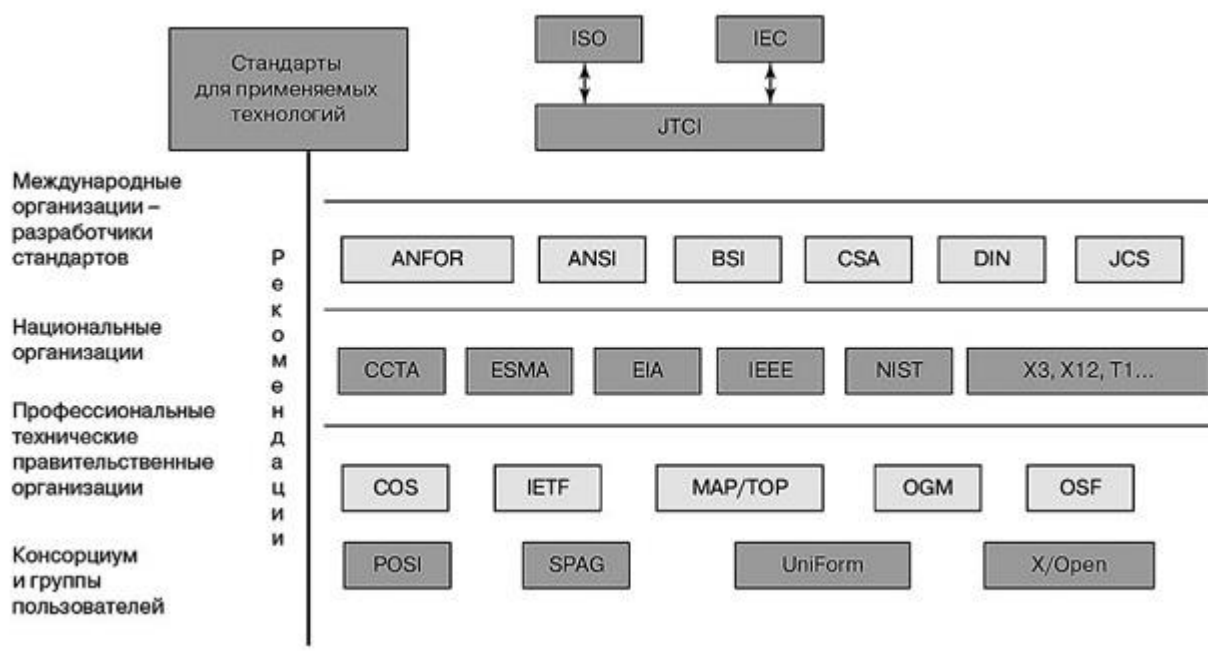 Стандарты
для применяемых
технологий
ISO
IEC
JTCI
Международные
организации –
разработчики
стандартов
Рекомендации
ANFOR
ANSI
BSI
CSA
DIN
JCS
Национальные
организации
CCTA
ESMA
EIA
IEEE
NIST
X3, X12, T1...
Профессиональные
технические
правительственные
организации
COS
IETF
MAP/TOP
OGM
OSF
Консорциум
и группы
пользователей
POSI
SPAG
UniForm
X/Open